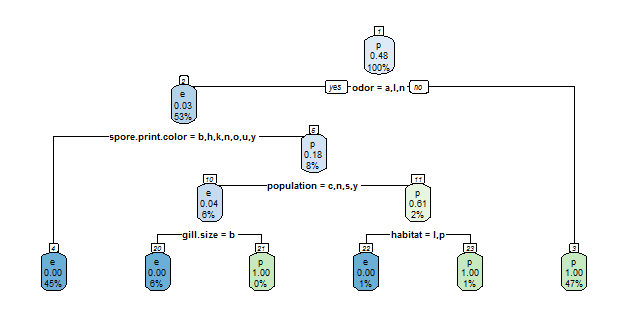 1
p
0.48
100%
yes odor = a,l,n no
2
e
0.03
53%
spore.print.color = b,h,k,n,o,u,y
5
p
0.18
8%
population = c,n,s,y
10
e
0.04
6%
11
p
0.61
2%
gill.size = b
habitat = l,p
4
e
0.00
45%
20
e
0.00
6%
21
p
1.00
0%
22
e
0.00
1%
23
p
1.00
1%
3
p
1.00
47%